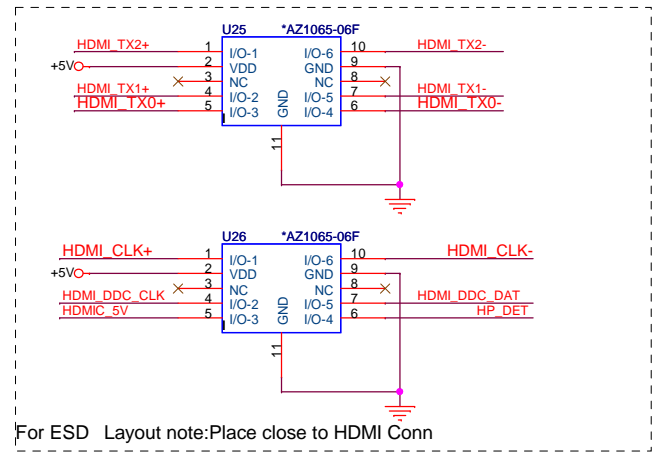 U25 *AZ1065-06F
HDMI_TX2+ 1 I/O-1 I/O-6 10 HDMI_TX2-
+5V 2 VDD GND 9
3 NC NC 8
HDMI_TX1+ 4 I/O-2 I/O-5 7 HDMI_TX1-
HDMI_TX0+ 5 I/O-3 I/O-4 6 HDMI_TX0-
GND
11
U26 *AZ1065-06F
HDMI_CLK+ 1 I/O-1 I/O-6 10 HDMI_CLK-
+5V 2 VDD GND 9
3 NC NC 8
HDMI_DDC_CLK 4 I/O-2 I/O-5 7 HDMI_DDC_DAT
HDMIC_5V 5 I/O-3 I/O-4 6 HP_DET
GND
11
For ESD Layout note:Place close to HDMI Conn